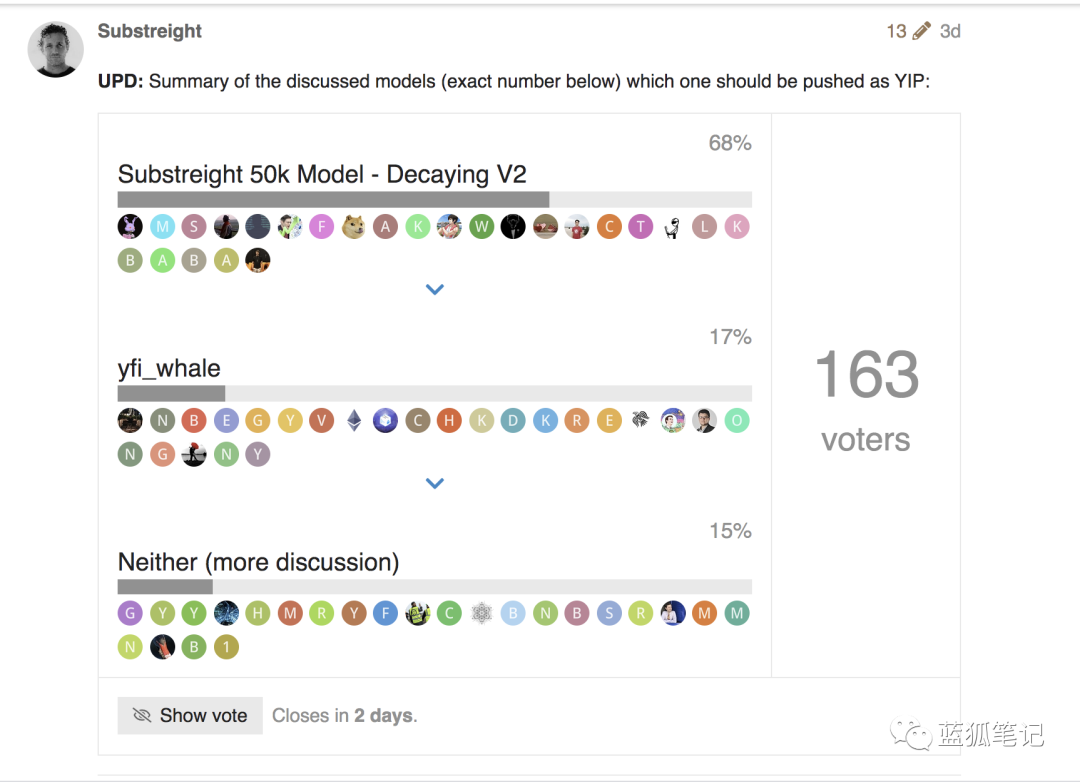 Substreight 13 3d
UPD: Summary of the discussed models (exact number below) which one should be pushed as YIP:
68%
Substreight 50k Model - Decaying V2
M S F A K W C T L K
B A B A
17%
yfi_whale
N B E G Y V C H K D K R E O
N G N Y
15%
Neither (more discussion)
G Y Y H M R Y F C B N B S R M M
N B 1
163
voters
Show vote Closes in 2 days.
蓝狐笔记